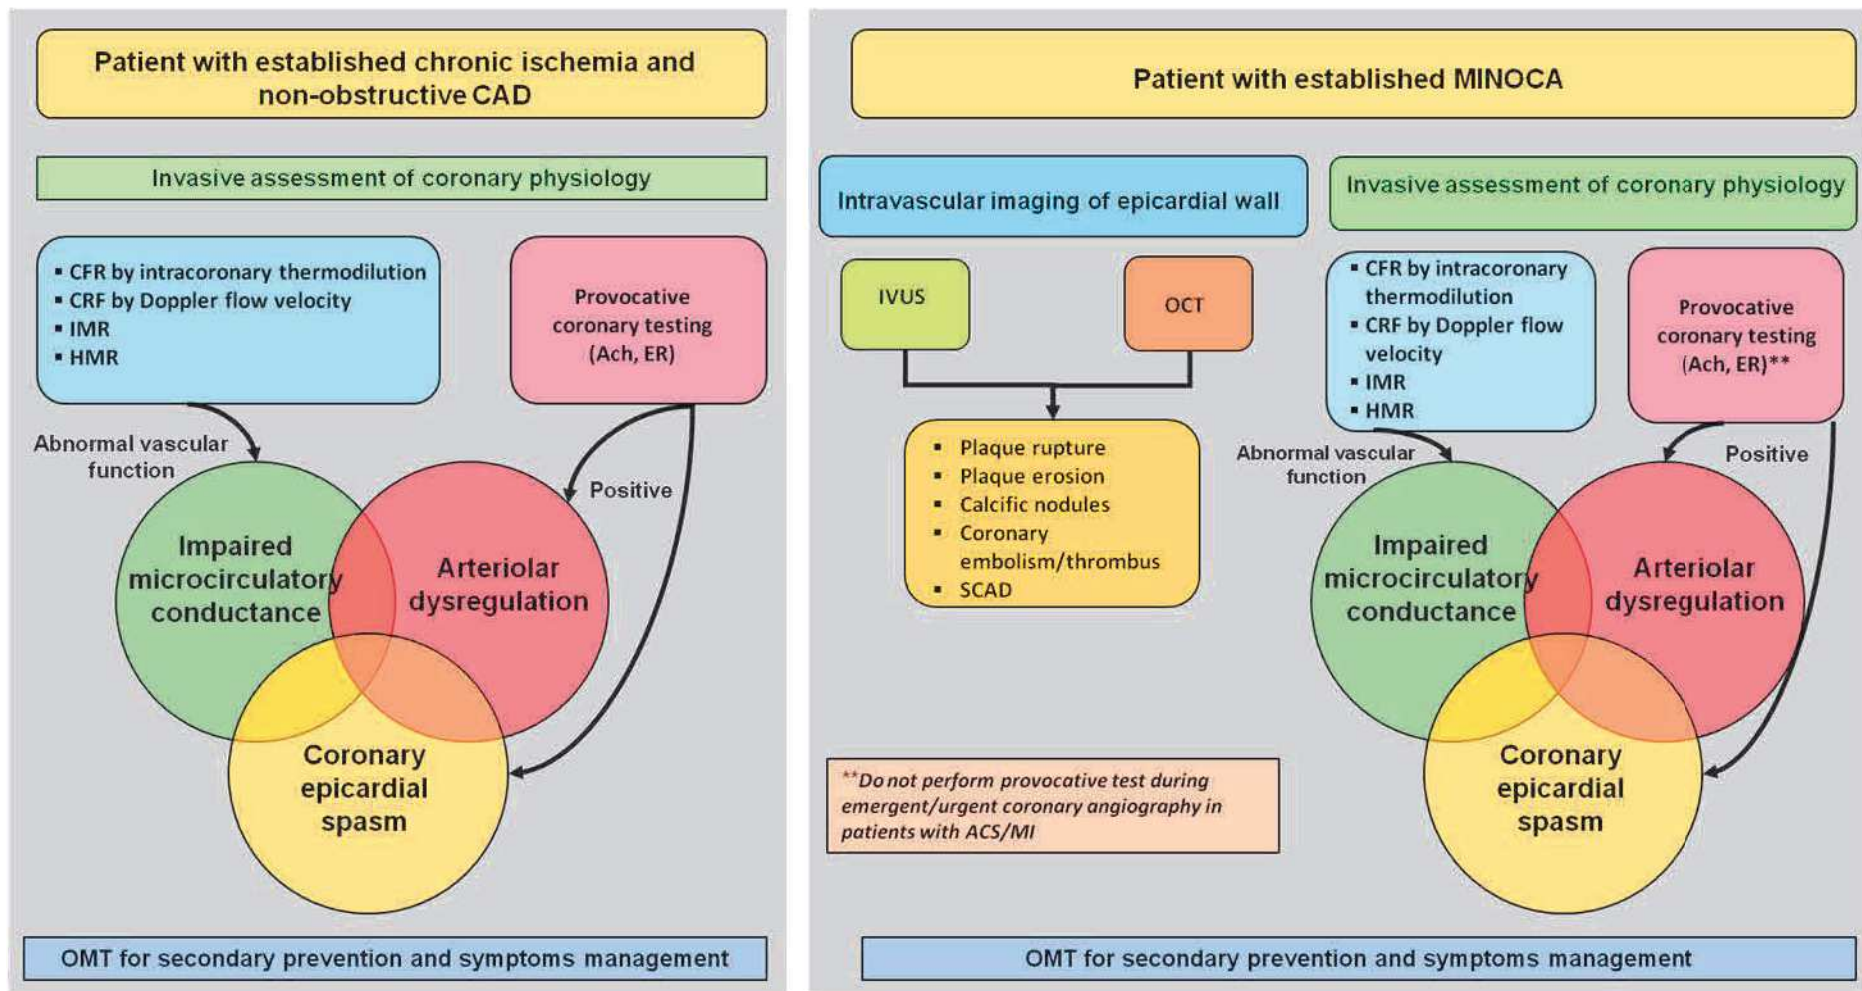 Patient with established chronic ischemia and
non-obstructive CAD
Invasive assessment of coronary physiology
▪ CFR by intracoronary thermodilution
▪ CRF by Doppler flow velocity
▪ IMR
▪ HMR
Provocative
coronary testing
(Ach, ER)
Abnormal vascular
function
Positive
Impaired
microcirculatory
conductance
Arteriolar
dysregulation
Coronary
epicardial
spasm
OMT for secondary prevention and symptoms management
Patient with established MINOCA
Intravascular imaging of epicardial wall
IVUS
OCT
▪ Plaque rupture
▪ Plaque erosion
▪ Calcific nodules
▪ Coronary
embolism/thrombus
▪ SCAD
Invasive assessment of coronary physiology
▪ CFR by intracoronary
thermodilution
▪ CRF by Doppler flow
velocity
▪ IMR
▪ HMR
Provocative
coronary testing
(Ach, ER)**
Abnormal vascular
function
Positive
Impaired
microcirculatory
conductance
Arteriolar
dysregulation
Coronary
epicardial
spasm
**Do not perform provocative test during
emergent/urgent coronary angiography in
patients with ACS/MI
OMT for secondary prevention and symptoms management